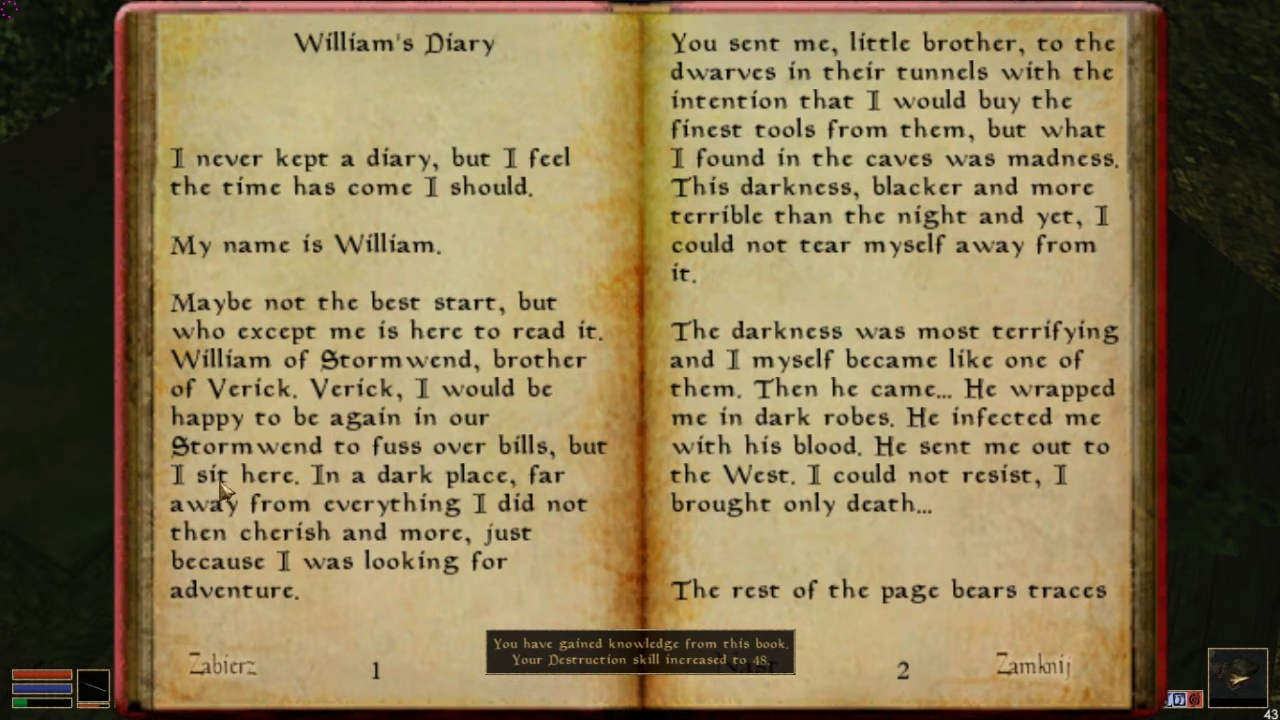 William's Diary
I never kept a diary, but I feel
the time has come I should.
My name is William.
Maybe not the best start, but
who except me is here to read it.
William of Stormwend, brother
of Verick. Verick, I would be
happy to be again in our
Stormwend to fuss over bills, but
I sit here. In a dark place, far
away from everything I did not
then cherish and more, just
because I was looking for
adventure.
Zabierz
1
You sent me, little brother, to the
dwarves in their tunnels with the
intention that I would buy the
finest tools from them, but what
I found in the caves was madness.
This darkness, blacker and more
terrible than the night and yet, I
could not tear myself away from
it.
The darkness was most terrifying
and I myself became like one of
them. Then he came... He wrapped
me in dark robes. He infected me
with his blood. He sent me out to
the West. I could not resist, I
brought only death...
The rest of the page bears traces
2
Zamknij
You have gained knowledge from this book.
Your Destruction skill increased to 48.
43